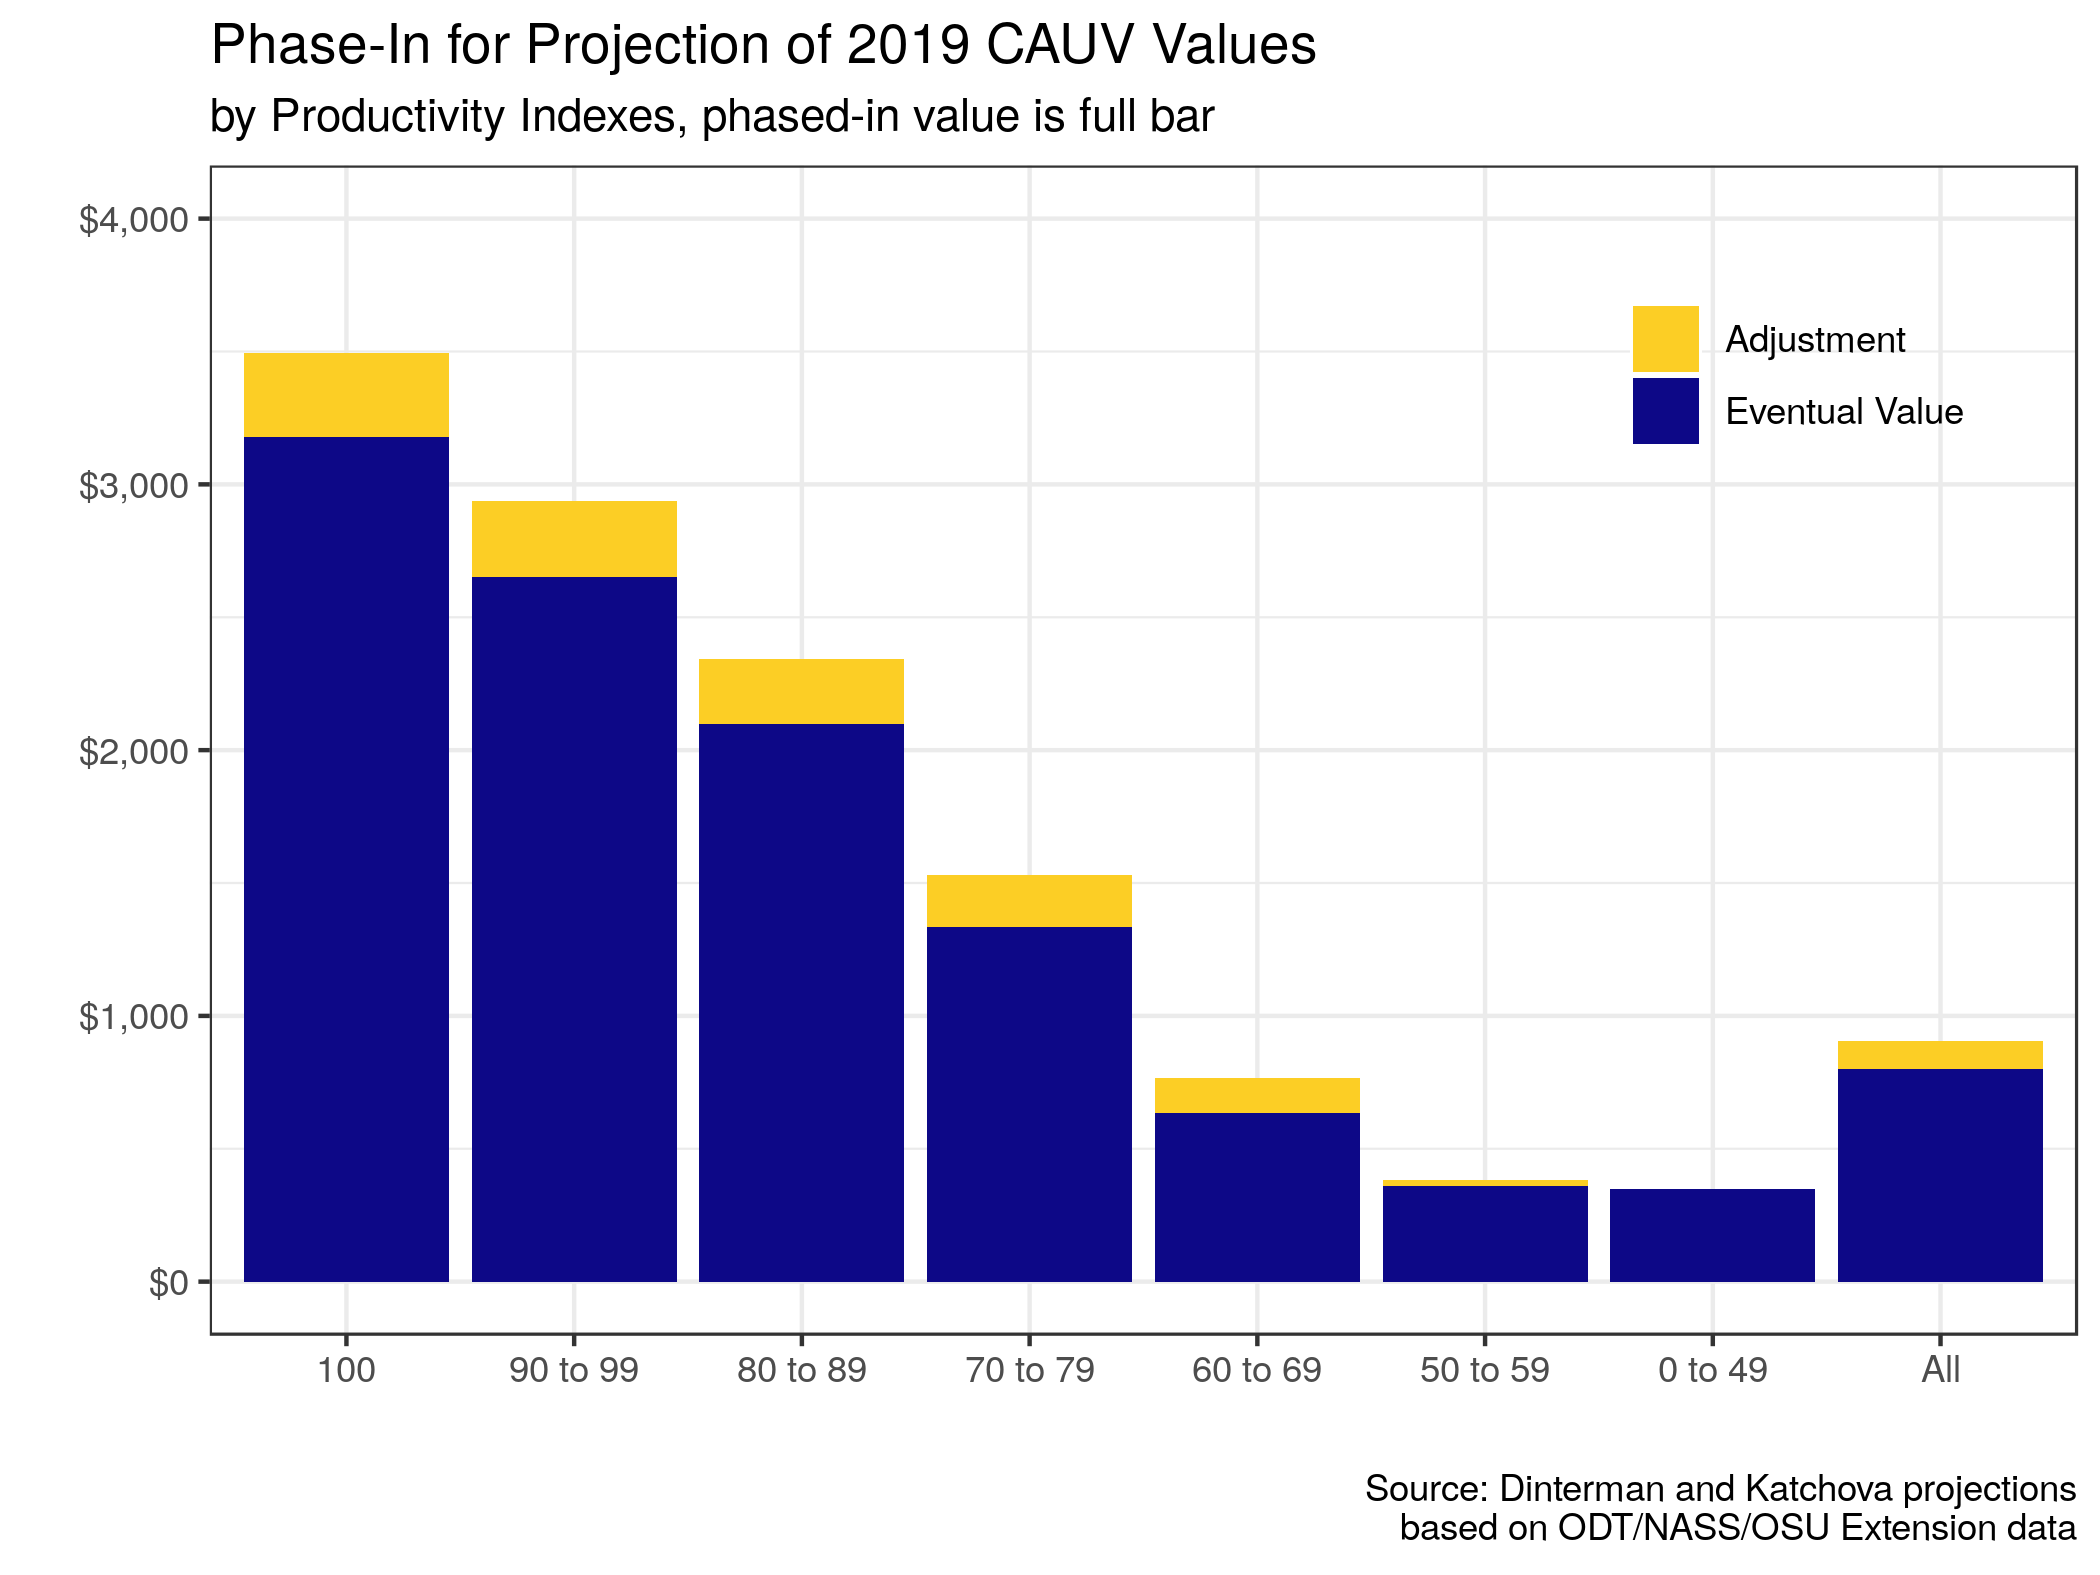 Phase-In for Projection of 2019 CAUV Values
by Productivity Indexes, phased-in value is full bar
$4,000
$3,000
$2,000
$1,000
$0
Adjustment
Eventual Value
100
90 to 99
80 to 89
70 to 79
60 to 69
50 to 59
0 to 49
All
Source: Dinterman and Katchova projections
based on ODT/NASS/OSU Extension data